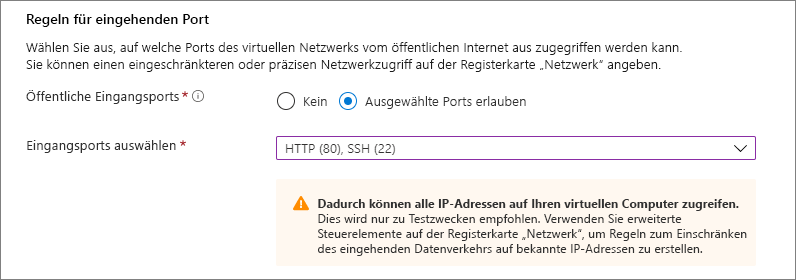 Regeln für eingehenden Port
Wählen Sie aus, auf welche Ports des virtuellen Netzwerks vom öffentlichen Internet aus zugegriffen werden kann.
Sie können einen eingeschränkteren oder präzisen Netzwerkzugriff auf der Registerkarte „Netzwerk“ angeben.
Öffentliche Eingangsports *
Kein
Ausgewählte Ports erlauben
Eingangsports auswählen *
HTTP (80), SSH (22)
Dadurch können alle IP-Adressen auf Ihren virtuellen Computer zugreifen.
Dies wird nur zu Testzwecken empfohlen. Verwenden Sie erweiterte
Steuerelemente auf der Registerkarte „Netzwerk“, um Regeln zum Einschränken
des eingehenden Datenverkehrs auf bekannte IP-Adressen zu erstellen.